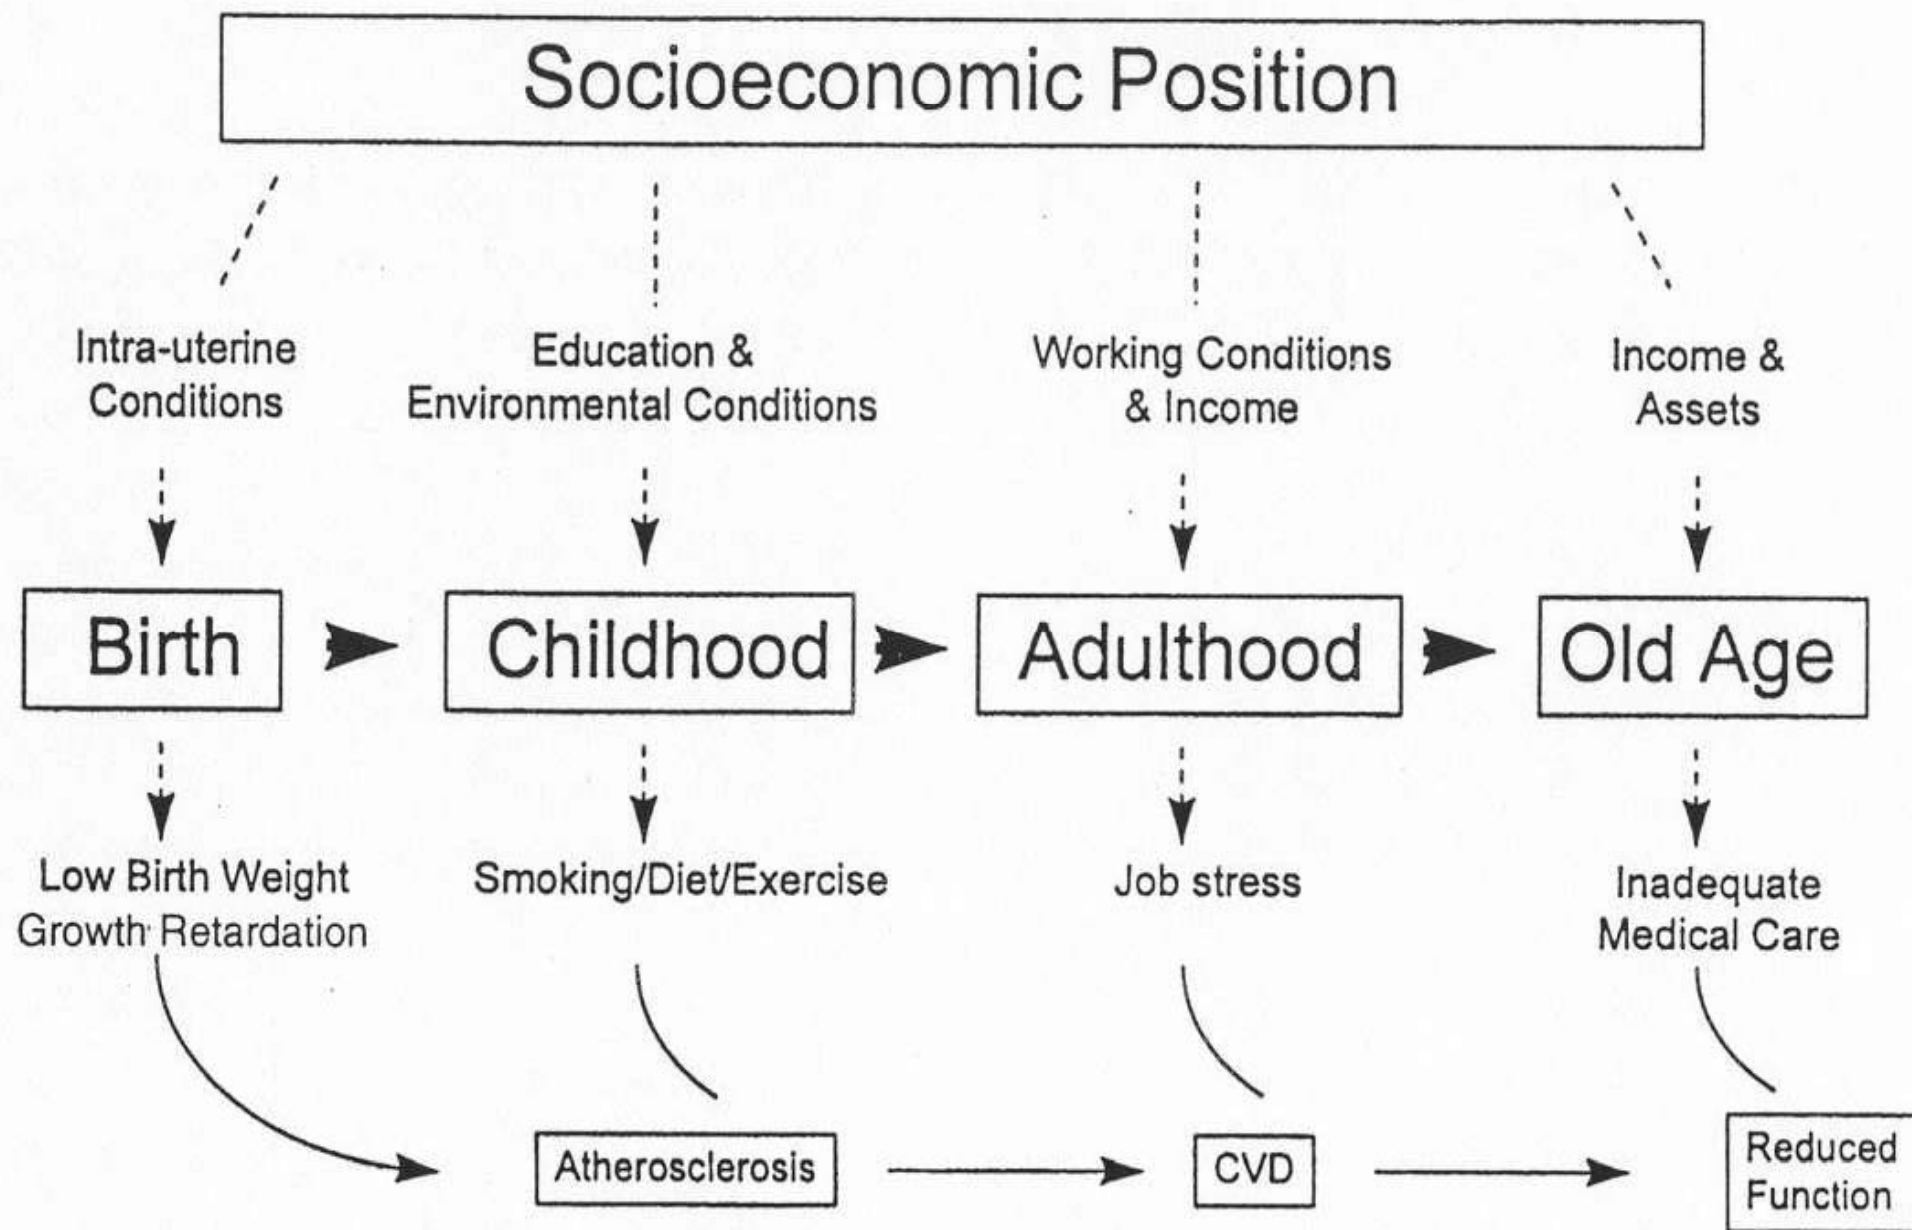 Socioeconomic Position
Intra-uterine
Conditions
Education &
Environmental Conditions
Working Conditions
& Income
Income &
Assets
Birth
Childhood
Adulthood
Old Age
Low Birth Weight
Growth Retardation
Smoking/Diet/Exercise
Job stress
Inadequate
Medical Care
Atherosclerosis
CVD
Reduced
Function